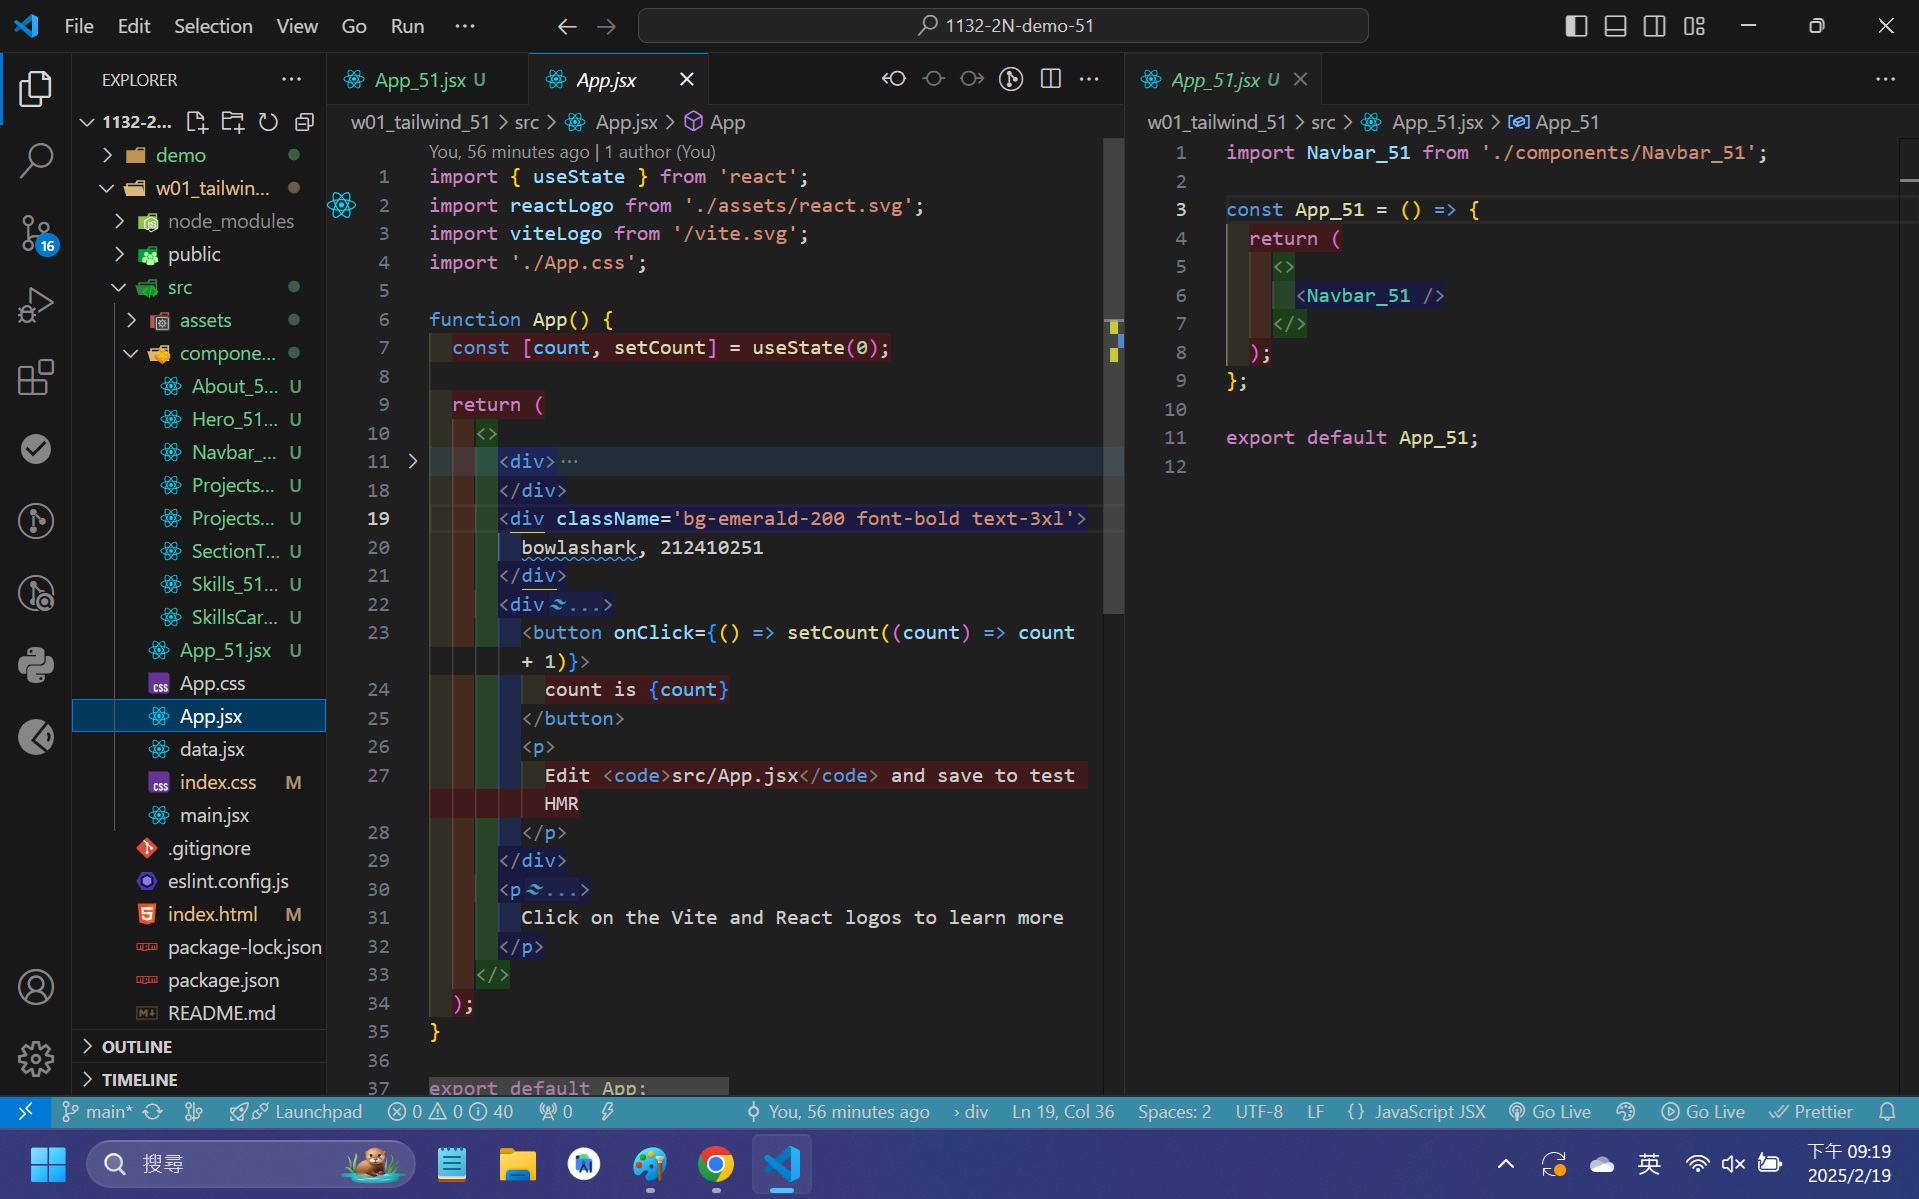 File Edit Selection View Go Run ···
1132-2N-demo-51
EXPLORER
1132-2...
demo
w01_tailwin...
node_modules
public
src
assets
compone...
About_5... U
Hero_51... U
Navbar_... U
Projects... U
Projects... U
SectionT... U
Skills_51... U
SkillsCar... U
App_51.jsx U
App.css
App.jsx
data.jsx
index.css M
main.jsx
.gitignore
eslint.config.js
index.html M
package-lock.json
package.json
README.md
OUTLINE
TIMELINE
16
App_51.jsx U
App.jsx
w01_tailwind_51 > src > App.jsx > App
You, 56 minutes ago | 1 author (You)
1 import { useState } from 'react';
2 import reactLogo from './assets/react.svg';
3 import viteLogo from '/vite.svg';
4 import './App.css';
5
6 function App() {
7 const [count, setCount] = useState(0);
8
9 return (
10 <>
11 <div>···
18 </div>
19 <div className='bg-emerald-200 font-bold text-3xl'>
20 bowlashark, 212410251
21 </div>
22 <div ...>
23 <button onClick={() => setCount((count) => count
+ 1)}>
24 count is {count}
25 </button>
26 <p>
27 Edit <code>src/App.jsx</code> and save to test
HMR
28 </p>
29 </div>
30 <p ...>
31 Click on the Vite and React logos to learn more
32 </p>
33 </>
34 );
35 }
36
37 export default App;
App_51.jsx U
w01_tailwind_51 > src > App_51.jsx > App_51
1 import Navbar_51 from './components/Navbar_51';
2
3 const App_51 = () => {
4 return (
5 <>
6 <Navbar_51 />
7 </>
8 );
9 };
10
11 export default App_51;
12
main* Launchpad 0 0 40 0 You, 56 minutes ago › div Ln 19, Col 36 Spaces: 2 UTF-8 LF {} JavaScript JSX Go Live Go Live Prettier
搜尋
英
下午 09:19
2025/2/19